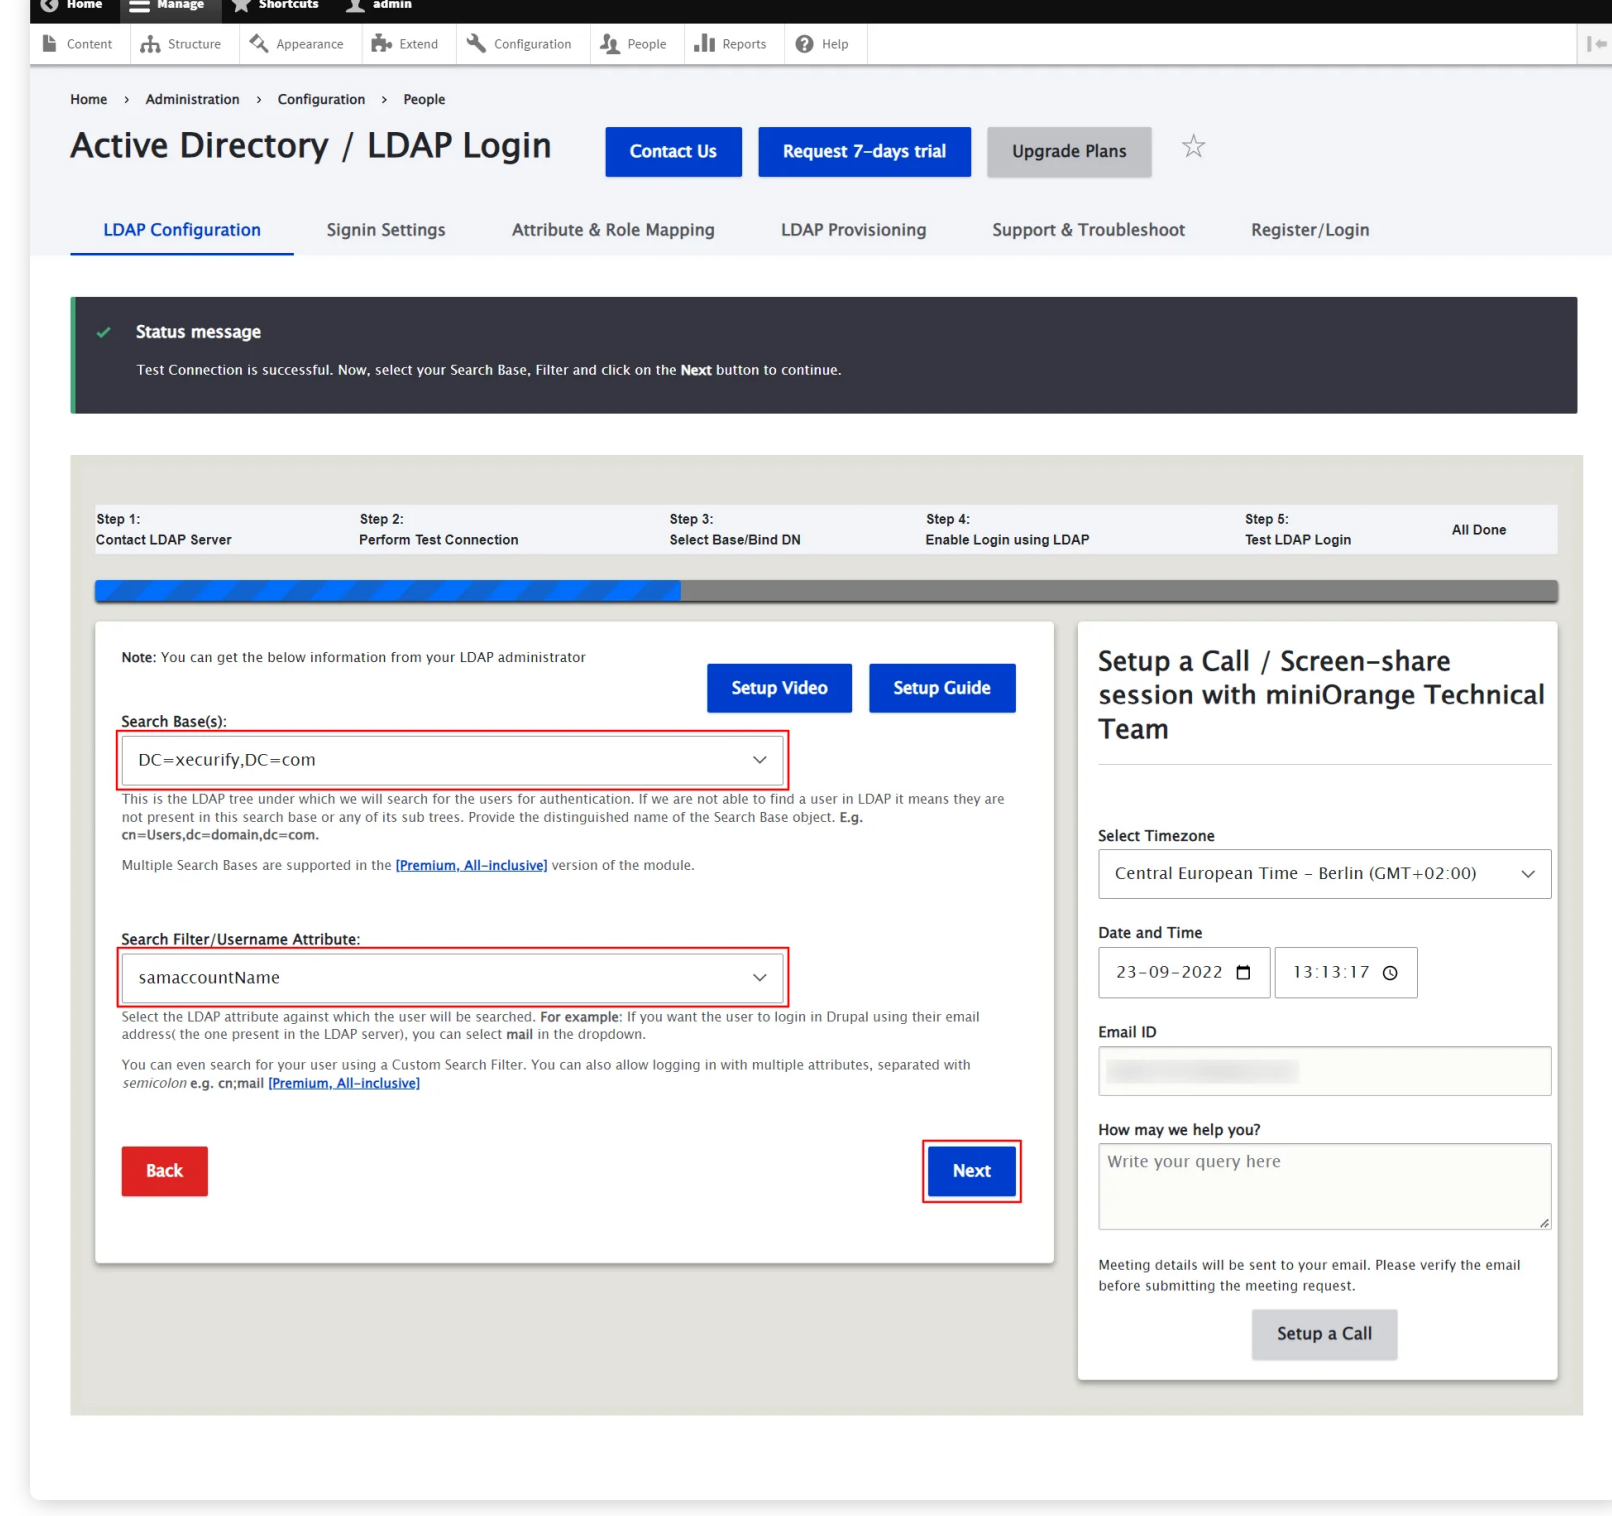 Home Manage Shortcuts admin
Content Structure Appearance Extend Configuration People Reports Help
Home › Administration › Configuration › People
Active Directory / LDAP Login
Contact Us Request 7-days trial Upgrade Plans
LDAP Configuration Signin Settings Attribute & Role Mapping LDAP Provisioning Support & Troubleshoot Register/Login
Status message
Test Connection is successful. Now, select your Search Base, Filter and click on the Next button to continue.
Step 1:
Contact LDAP Server
Step 2:
Perform Test Connection
Step 3:
Select Base/Bind DN
Step 4:
Enable Login using LDAP
Step 5:
Test LDAP Login
All Done
Note: You can get the below information from your LDAP administrator
Setup Video Setup Guide
Search Base(s):
DC=xecurify,DC=com
This is the LDAP tree under which we will search for the users for authentication. If we are not able to find a user in LDAP it means they are
not present in this search base or any of its sub trees. Provide the distinguished name of the Search Base object. E.g.
cn=Users,dc=domain,dc=com.
Multiple Search Bases are supported in the [Premium, All-inclusive] version of the module.
Search Filter/Username Attribute:
samaccountName
Select the LDAP attribute against which the user will be searched. For example: If you want the user to login in Drupal using their email
address( the one present in the LDAP server), you can select mail in the dropdown.
You can even search for your user using a Custom Search Filter. You can also allow logging in with multiple attributes, separated with
semicolon e.g. cn;mail [Premium, All-inclusive]
Back Next
Setup a Call / Screen-share
session with miniOrange Technical
Team
Select Timezone
Central European Time - Berlin (GMT+02:00)
Date and Time
23-09-2022 13:13:17
Email ID
How may we help you?
Write your query here
Meeting details will be sent to your email. Please verify the email
before submitting the meeting request.
Setup a Call